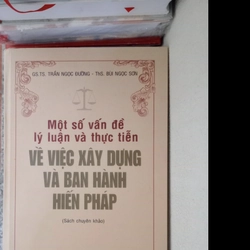 GS.TS. TRẦN NGỌC ĐƯỜNG - THS. BÙI NGỌC SƠN
Một số vấn đề
lý luận và thực tiễn
VỀ VIỆC XÂY DỰNG
VÀ BAN HÀNH
HIẾN PHÁP
(Sách chuyên khảo)